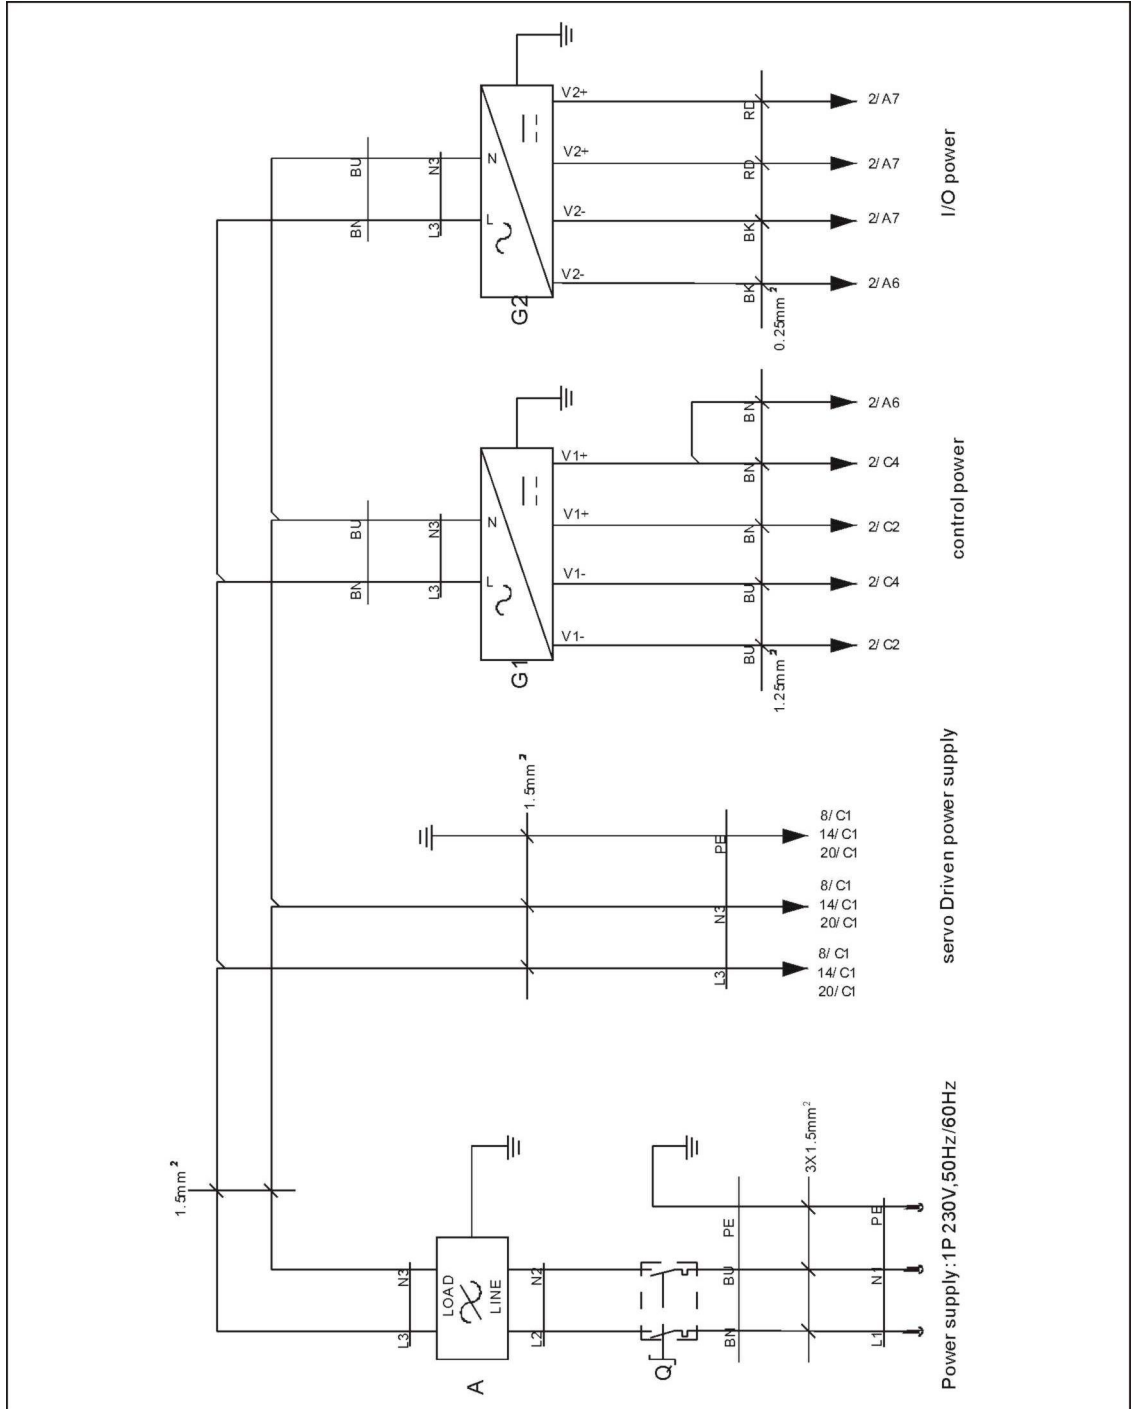 V2+
2/ A7
RD
BU
N3
N
V2+
2/ A7
RD
I/O power
L
V2-
2/ A7
BN
L3
BK
V2-
2/ A6
BK
G2
0.25mm²
2/ A6
BN
V1+
2/ C4
BN
control power
BU
N3
N
V1+
2/ C2
BN
L
V1-
2/ C4
BN
L3
BU
V1-
2/ C2
BU
G1
1.25mm²
1.5mm²
8/ C1
14/ C1
20/ C1
PE
servo Driven power supply
8/ C1
14/ C1
20/ C1
N3
8/ C1
14/ C1
20/ C1
L3
1.5mm²
3X1.5mm²
PE
PE
N3
LOAD
LINE
N2
BU
N1
L3
L2
BN
L1
A
Q
Power supply:1P 230V,50Hz/60Hz